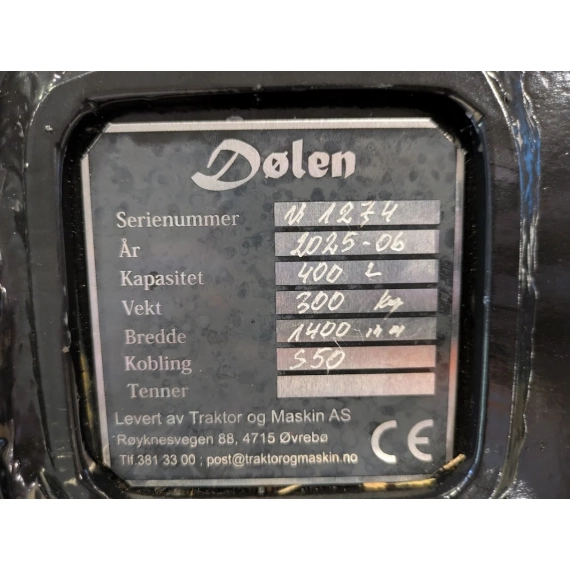 Dølen
Serienummer U 1274
År 2025-06
Kapasitet 400 L
Vekt 300 kg
Bredde 1400 mm
Kobling S50
Tenner
Levert av Traktor og Maskin AS
Røyknesvegen 88, 4715 Øvrebø
Tlf.381 33 00 ; post@traktorogmaskin.no
CE